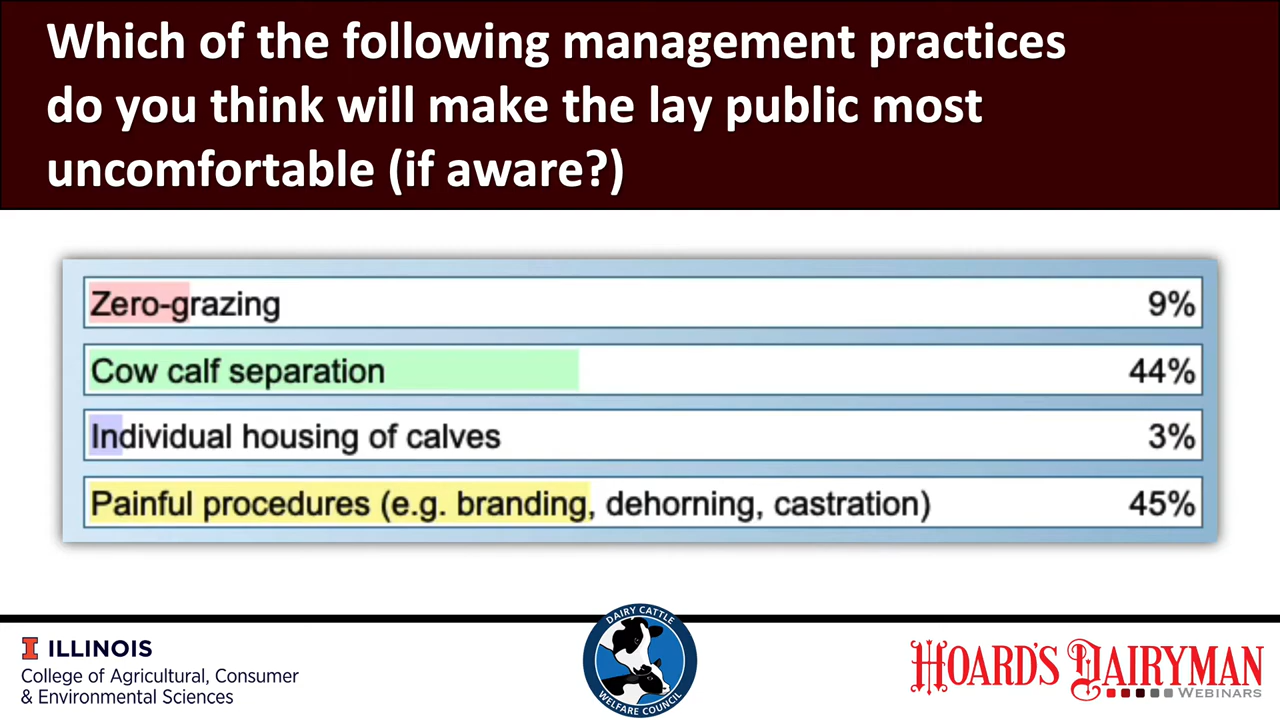 Which of the following management practices
do you think will make the lay public most
uncomfortable (if aware?)
Zero-grazing 9%
Cow calf separation 44%
Individual housing of calves 3%
Painful procedures (e.g. branding, dehorning, castration) 45%
ILLINOIS
College of Agricultural, Consumer
& Environmental Sciences
DAIRY CATTLE
WELFARE COUNCIL
HOARD'S DAIRYMAN
WEBINARS